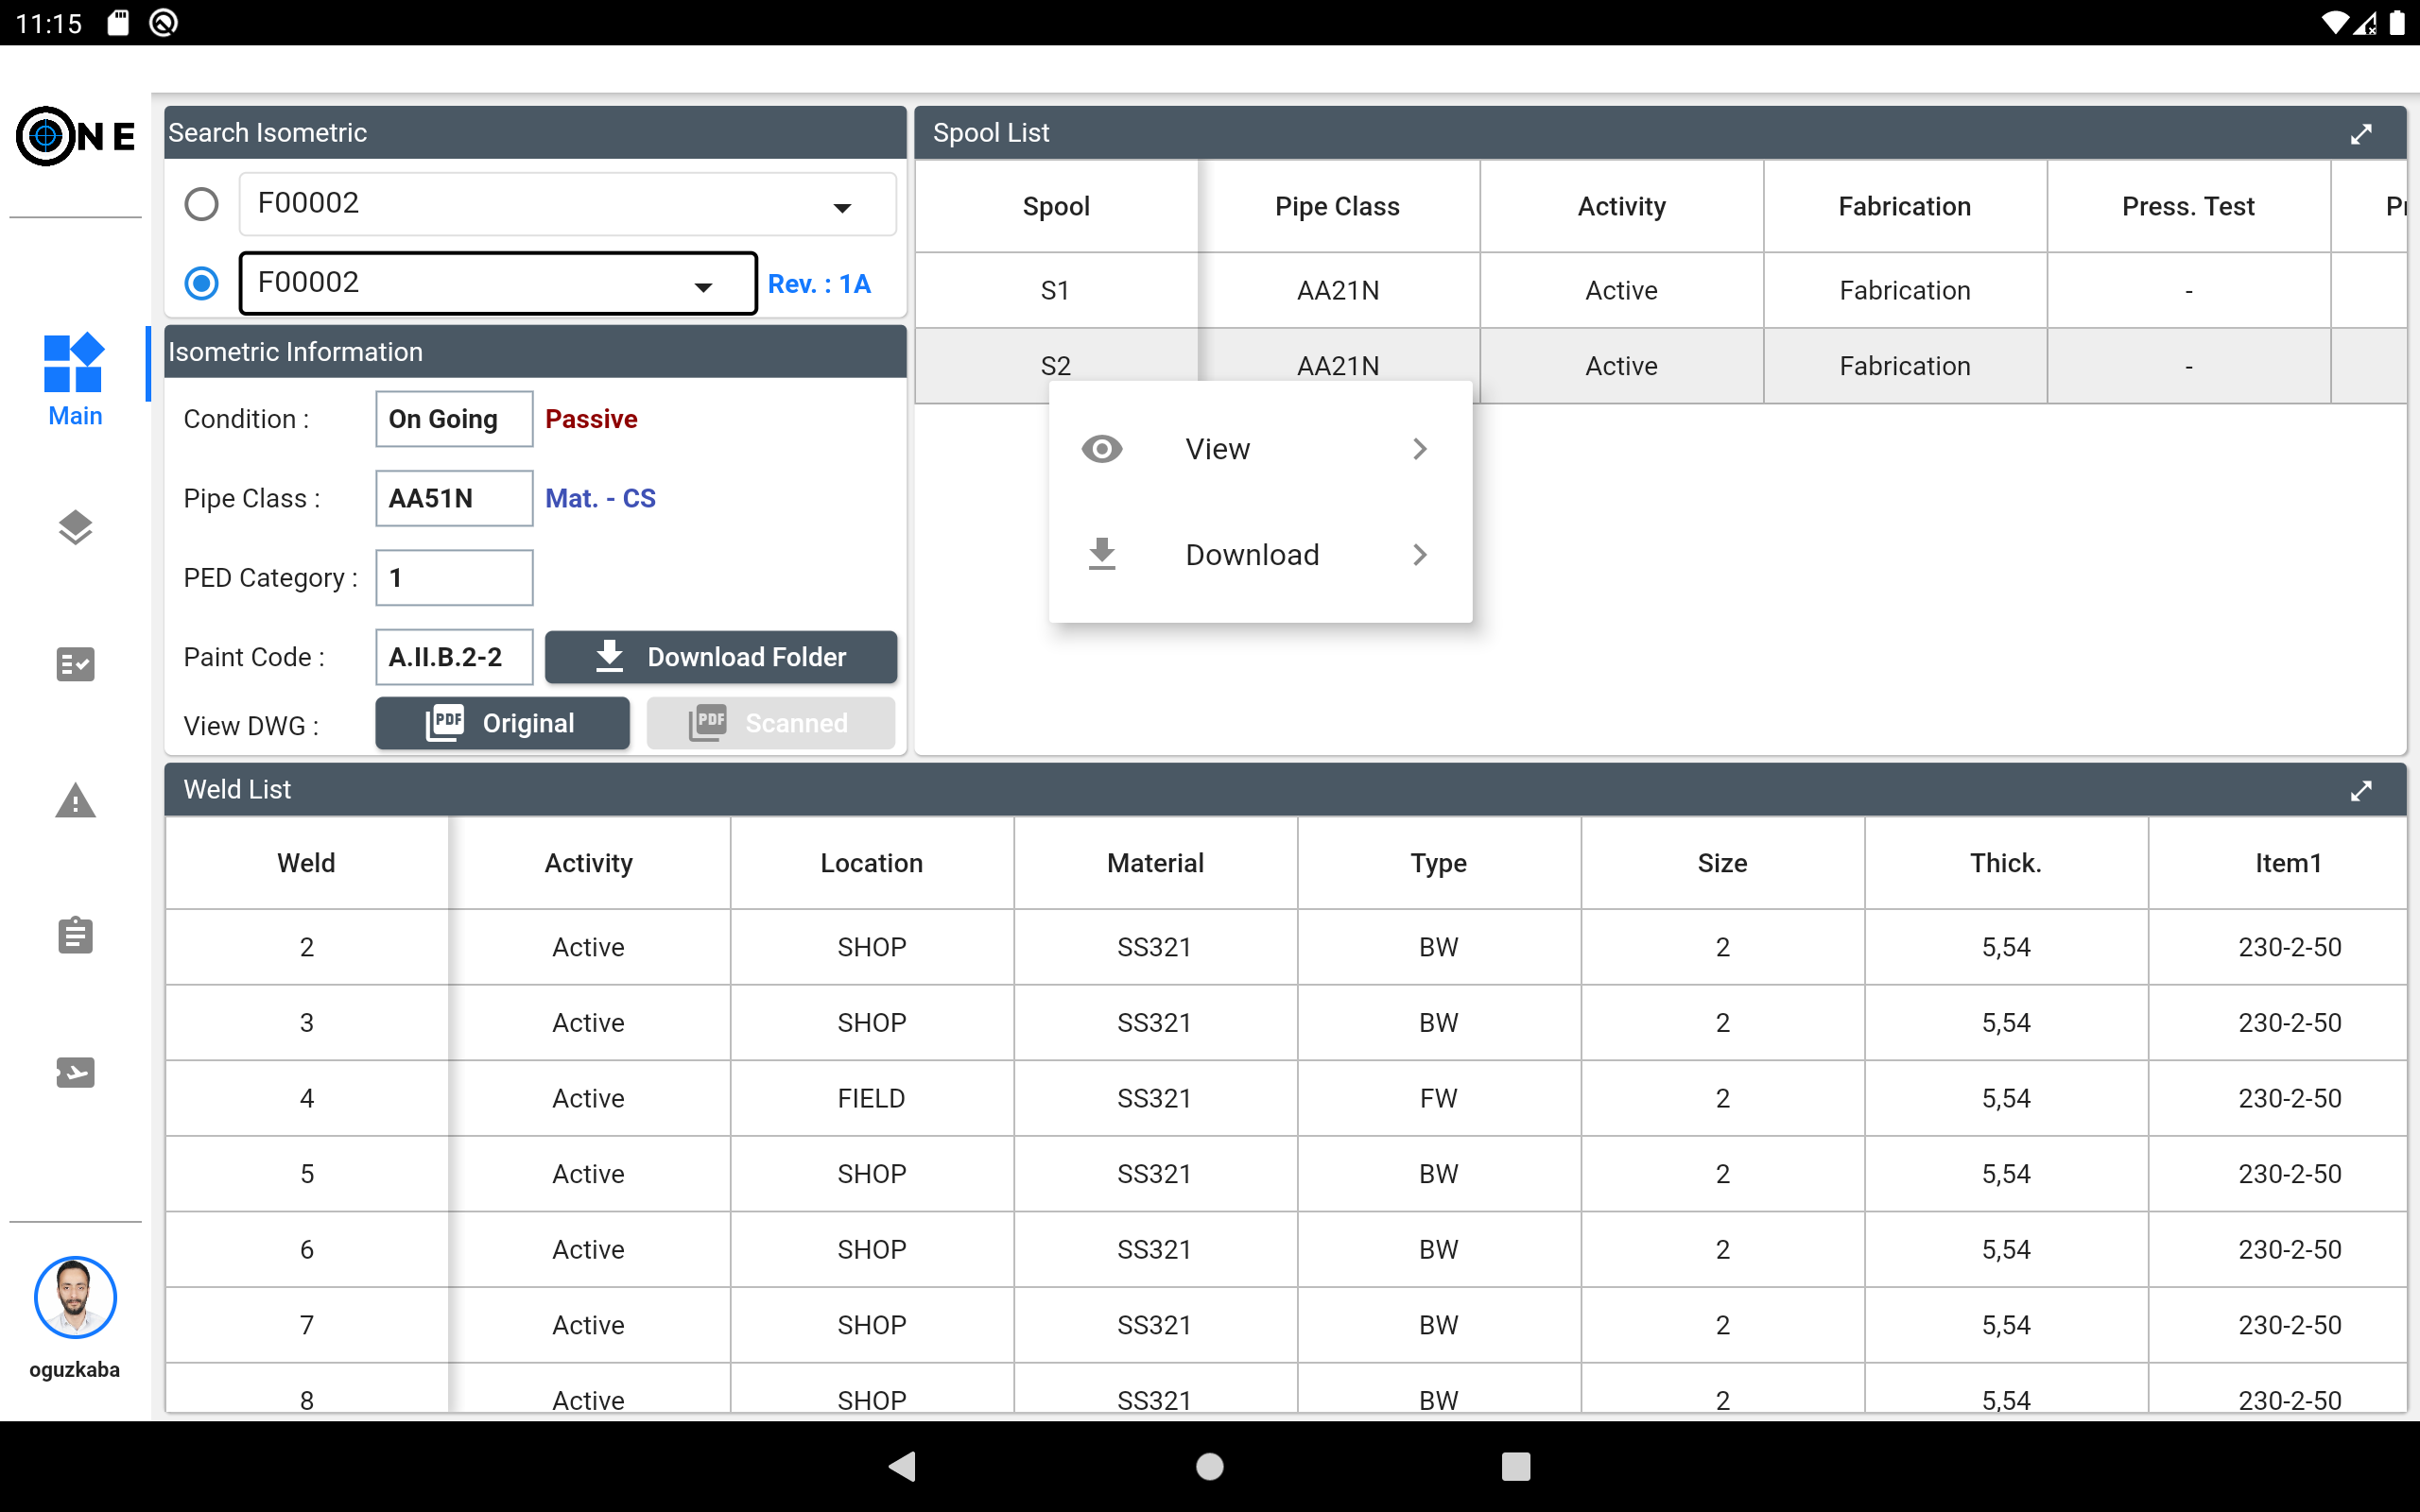 11:15
ONE
Main
oguzkaba
Search Isometric
F00002
F00002 Rev. : 1A
Isometric Information
Condition : On Going Passive
Pipe Class : AA51N Mat. - CS
PED Category : 1
Paint Code : A.II.B.2-2 Download Folder
View DWG : PDF Original PDF Scanned
Spool List
Spool Pipe Class Activity Fabrication Press. Test
S1 AA21N Active Fabrication -
S2 AA21N Active Fabrication -
View
Download
Weld List
Weld Activity Location Material Type Size Thick. Item1
2 Active SHOP SS321 BW 2 5,54 230-2-50
3 Active SHOP SS321 BW 2 5,54 230-2-50
4 Active FIELD SS321 FW 2 5,54 230-2-50
5 Active SHOP SS321 BW 2 5,54 230-2-50
6 Active SHOP SS321 BW 2 5,54 230-2-50
7 Active SHOP SS321 BW 2 5,54 230-2-50
8 Active SHOP SS321 BW 2 5,54 230-2-50